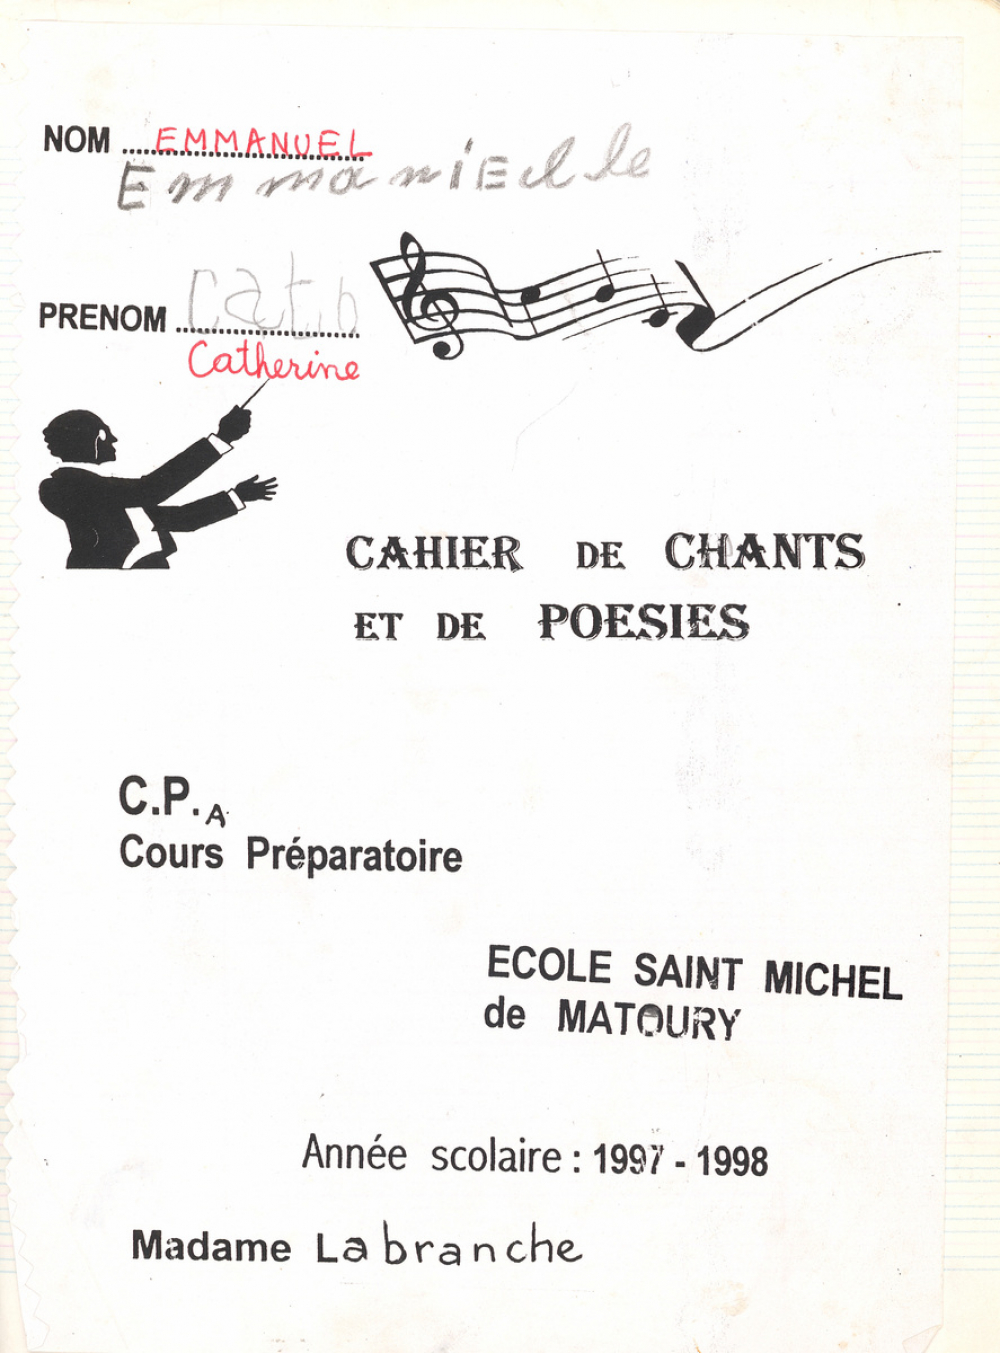 NOM ... EMMANUEL
EmmaniElle
PRENOM ... Catih
Catherine
CAHIER DE CHANTS
ET DE POESIES
C.P.A
Cours Préparatoire
ECOLE SAINT MICHEL
de MATOURY
Année scolaire : 1997 - 1998
Madame Labranche